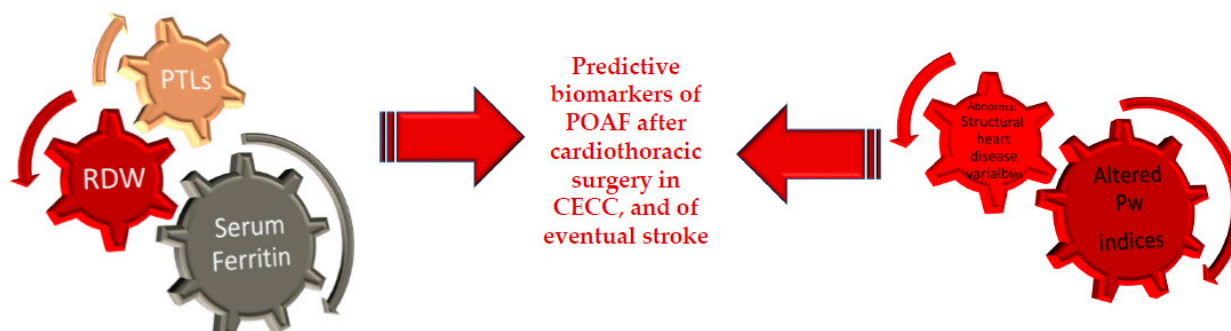 PTLs
RDW
Serum
Ferritin
Predictive
biomarkers of
POAF after
cardiothoracic
surgery in
CECC, and of
eventual stroke
Abnormal
Structural
heart
disease
varialbles
Altered
Pw
indices